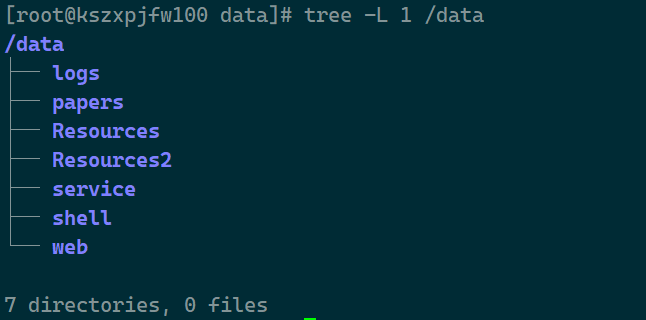 [root@kszxpjfw100 data]# tree -L 1 /data
/data
├── logs
├── papers
├── Resources
├── Resources2
├── service
├── shell
└── web
7 directories, 0 files